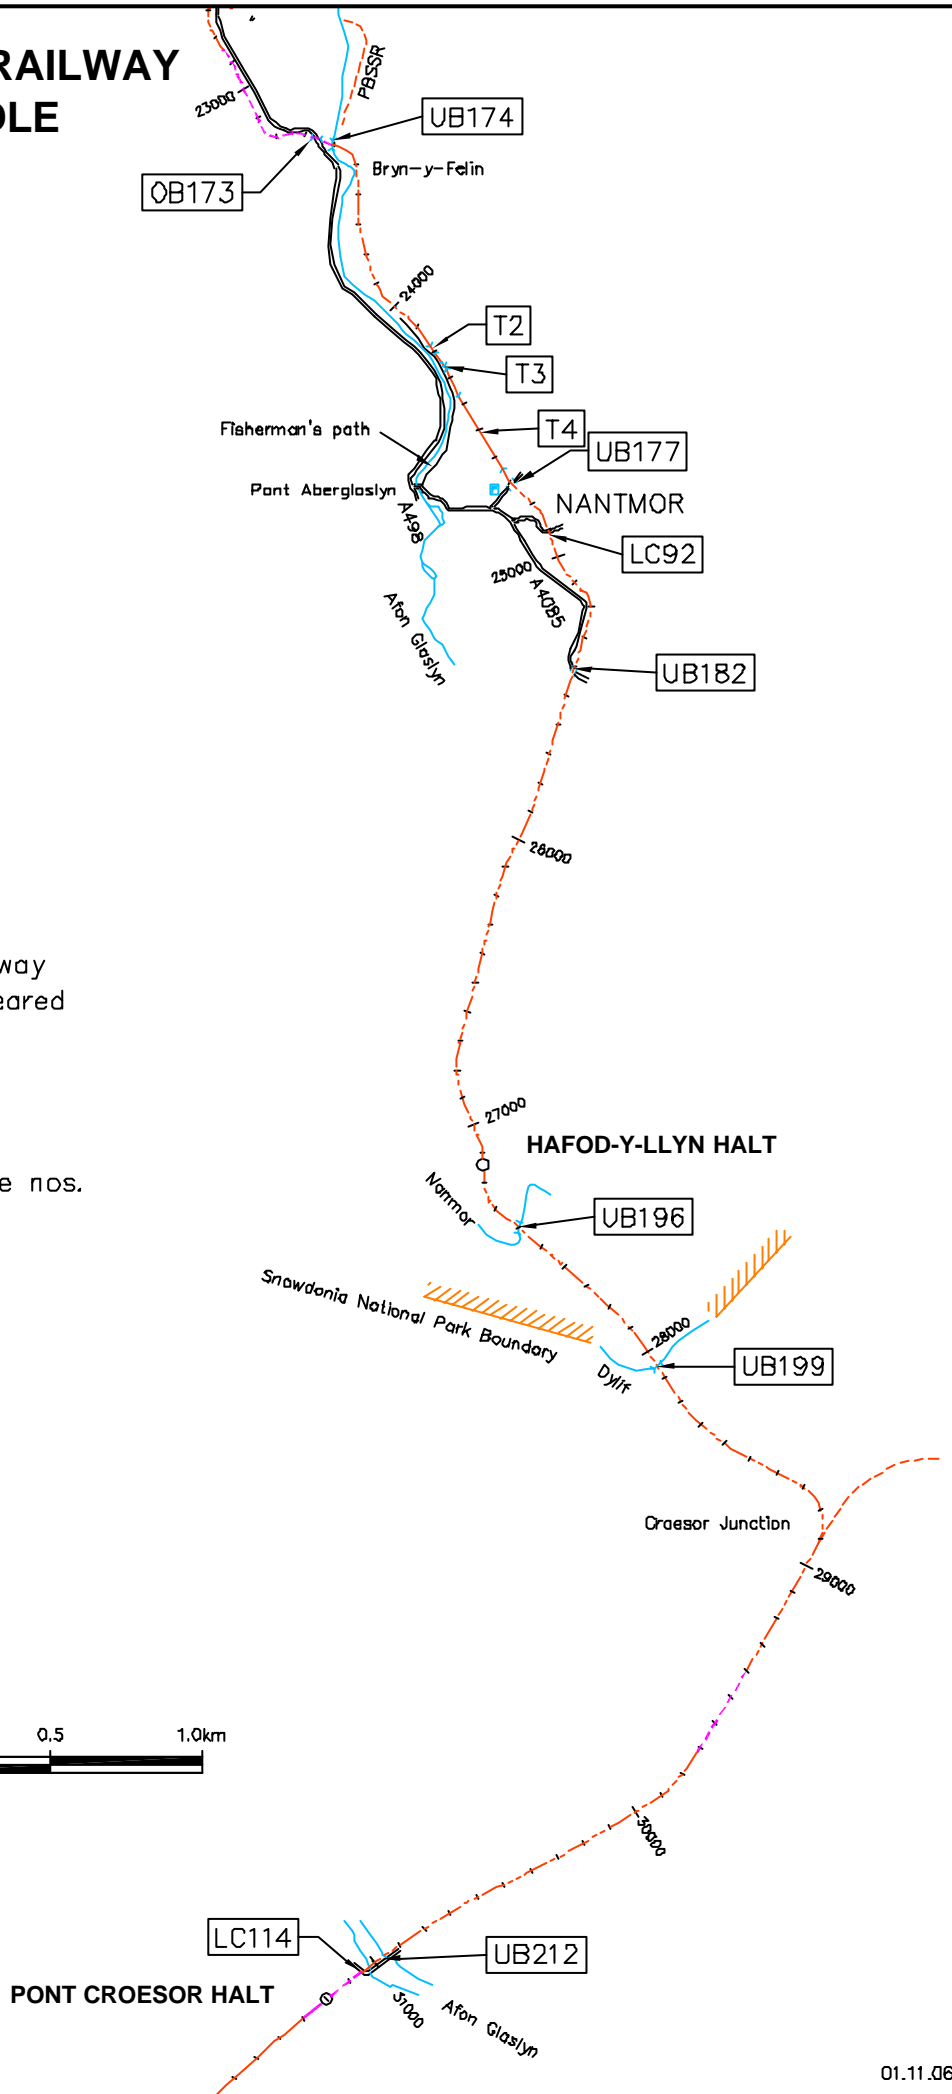 RAILWAY
PBSSR
23000
UB174
Bryn-y-Felin
OB173
24000
T2
T3
T4
Fisherman's path
UB177
Pont Aberglaslyn
NANTMOR
A498
LC92
25000
A4085
Afon Glaslyn
UB182
26000
way
27000
HAFOD-Y-LLYN HALT
nos.
Nanmor
UB196
Snowdonia National Park Boundary
28000
UB199
Dylif
Croesor Junction
29000
0.5
1.0km
30000
LC114
UB212
PONT CROESOR HALT
31000
Afon Glaslyn
01.11.06